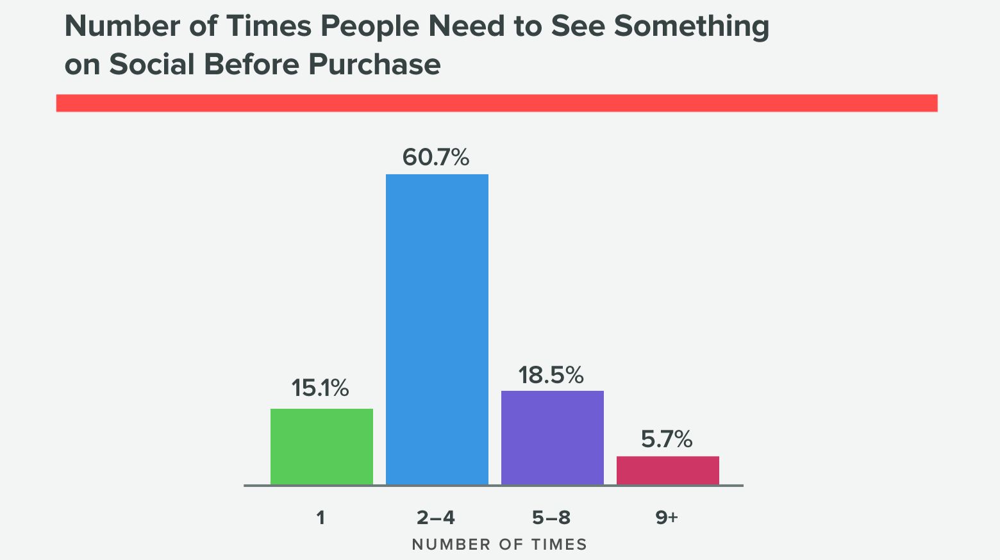 Number of Times People Need to See Something
on Social Before Purchase
60.7%
15.1%
18.5%
5.7%
1
2–4
5–8
9+
NUMBER OF TIMES